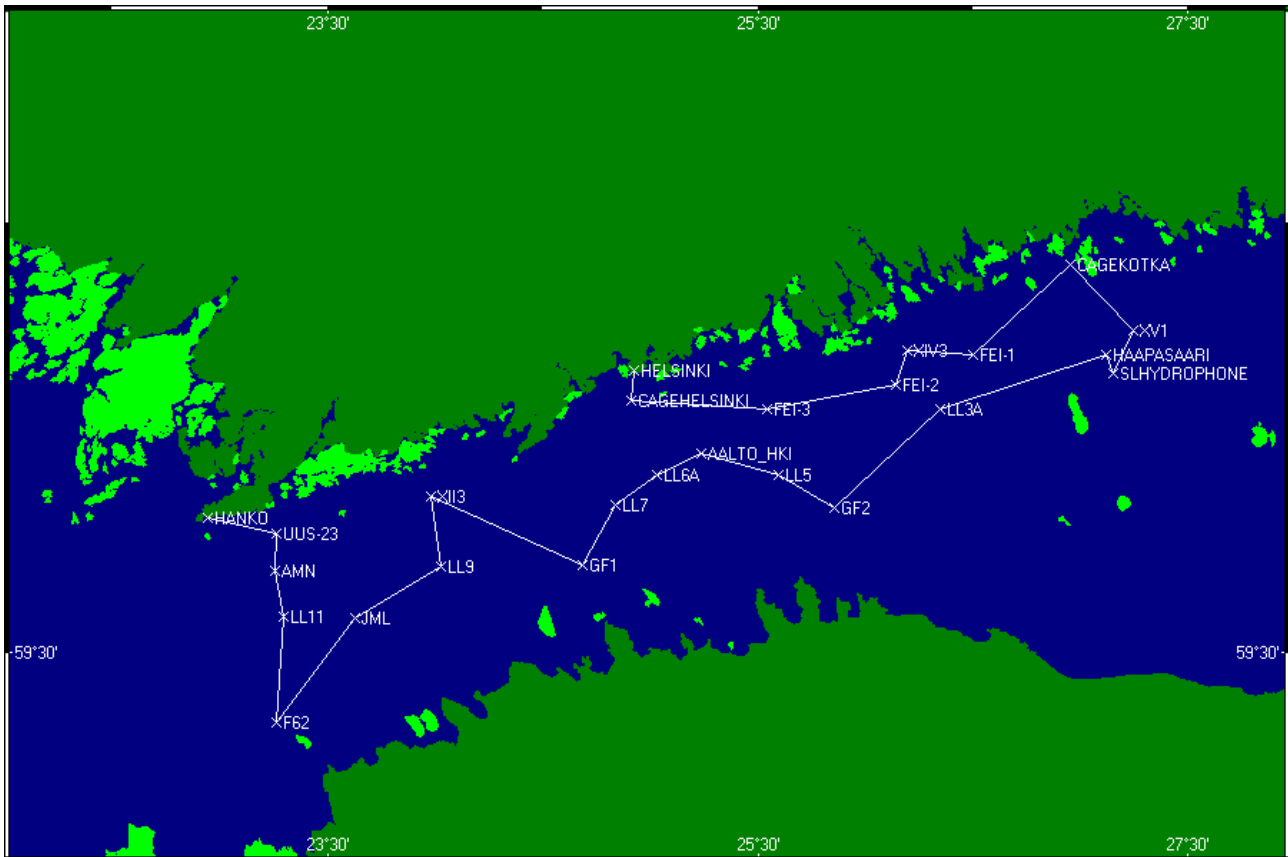 23°30'
25°30'
27°30'
CAGEKOTKA
XV1
XIV3
FEI-1
HAAPASAARI
HELSINKI
SLHYDROPHONE
FEI-2
CAGEHELSINKI
FEI-3
LL3A
AALTO_HKI
LL6A
LL5
XII3
LL7
GF2
HANKO
UUS-23
GF1
LL9
AMN
LL11
JML
59°30'
59°30'
F62
23°30'
25°30'
27°30'